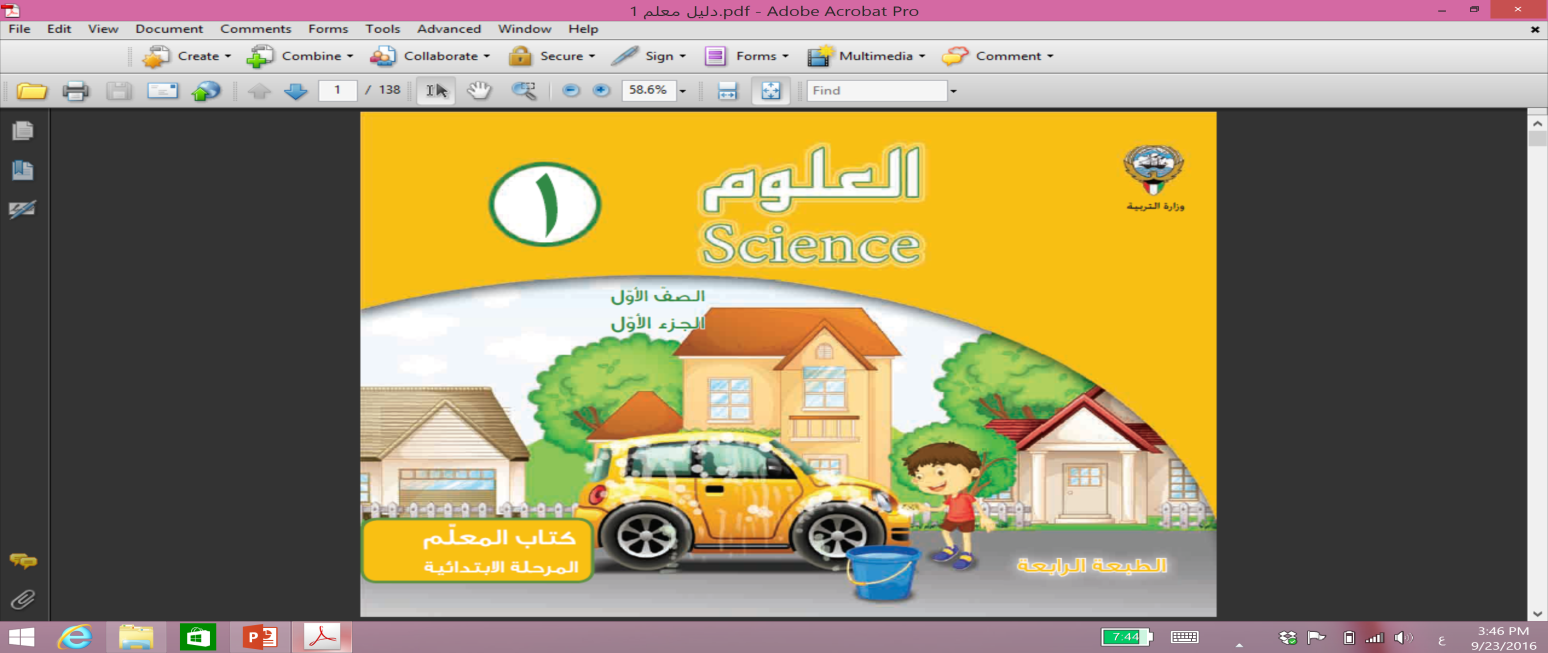 دليل معلم 1.pdf - Adobe Acrobat Pro
File Edit View Document Comments Forms Tools Advanced Window Help
Create Combine Collaborate Secure Sign Forms Multimedia Comment
1 / 138 58.6% Find
العلوم
Science
١
وزارة التربية
الصفّ الأوّل
الجزء الأوّل
كتاب المعلّم
المرحلة الابتدائية
الطبعة الرابعة
7:44
ع
3:46 PM
9/23/2016